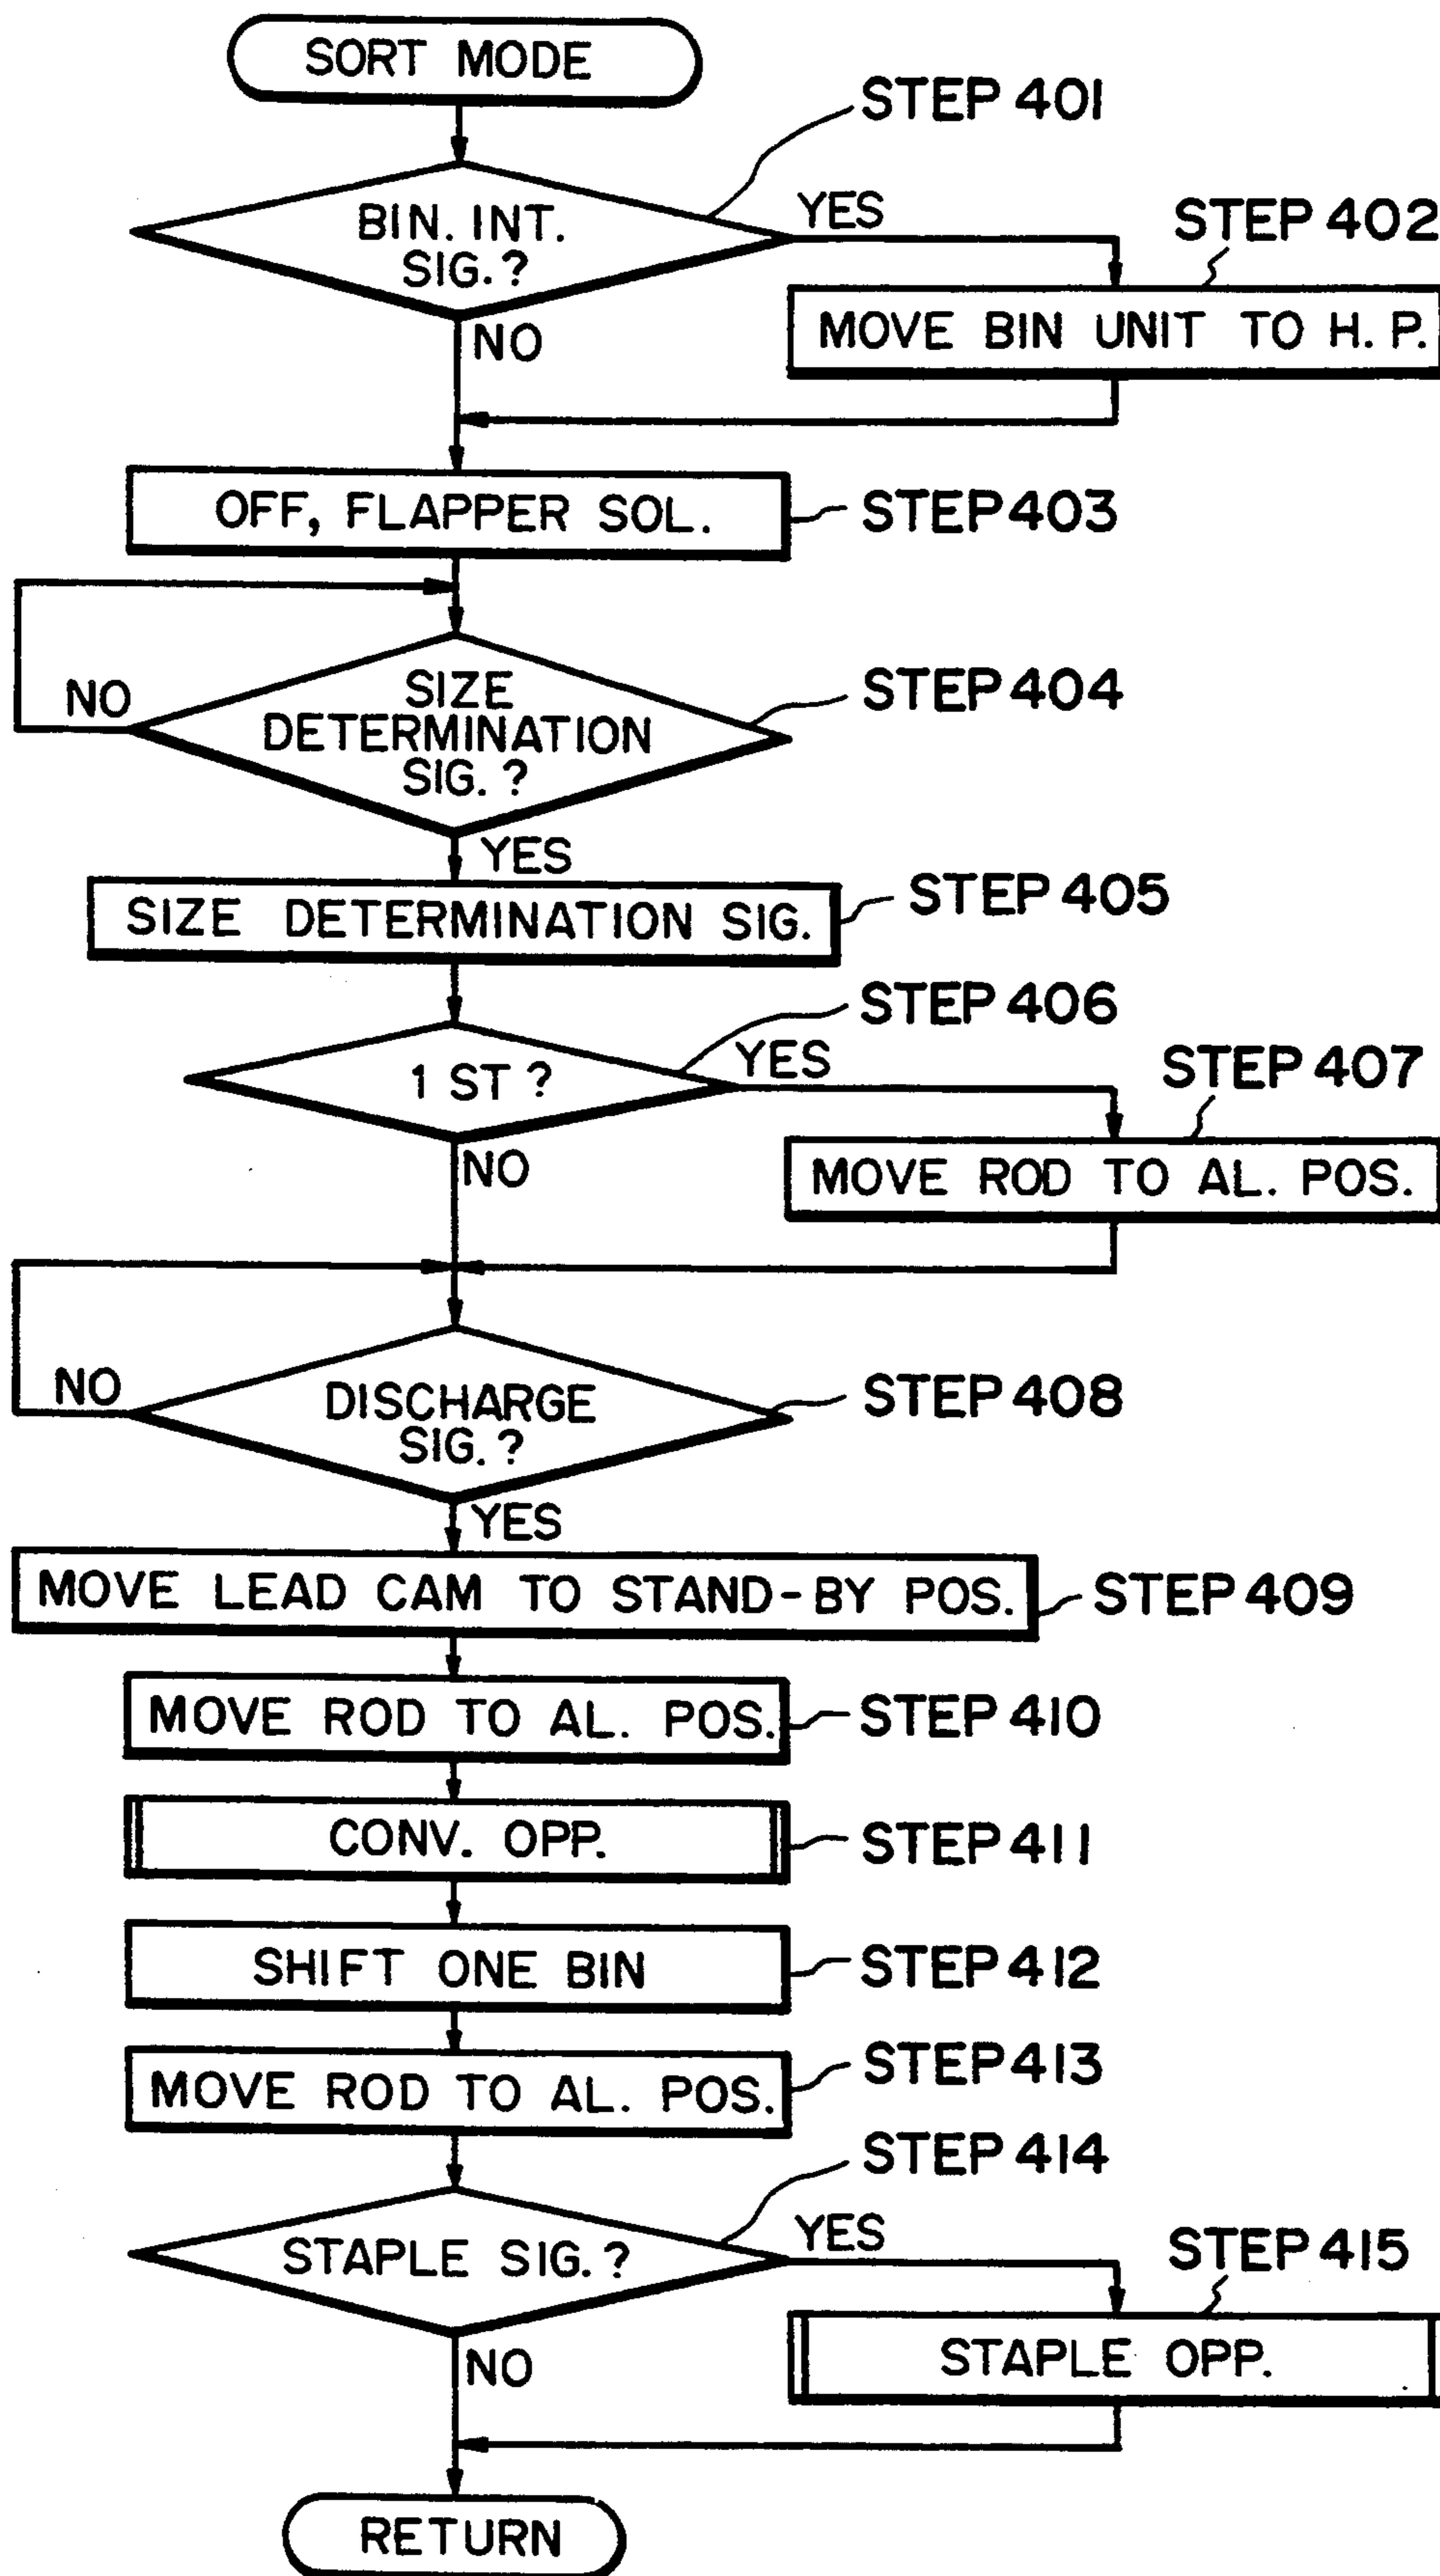 SORT MODE
STEP 401
BIN. INT.
SIG. ?
YES
STEP 402
MOVE BIN UNIT TO H. P.
NO
OFF, FLAPPER SOL.
STEP 403
NO
SIZE
DETERMINATION
SIG. ?
STEP 404
YES
SIZE DETERMINATION SIG.
STEP 405
STEP 406
1 ST ?
YES
STEP 407
MOVE ROD TO AL. POS.
NO
NO
DISCHARGE
SIG. ?
STEP 408
YES
MOVE LEAD CAM TO STAND-BY POS.
STEP 409
MOVE ROD TO AL. POS.
STEP 410
CONV. OPP.
STEP 411
SHIFT ONE BIN
STEP 412
MOVE ROD TO AL. POS.
STEP 413
STEP 414
STAPLE SIG. ?
YES
STEP 415
STAPLE OPP.
NO
RETURN